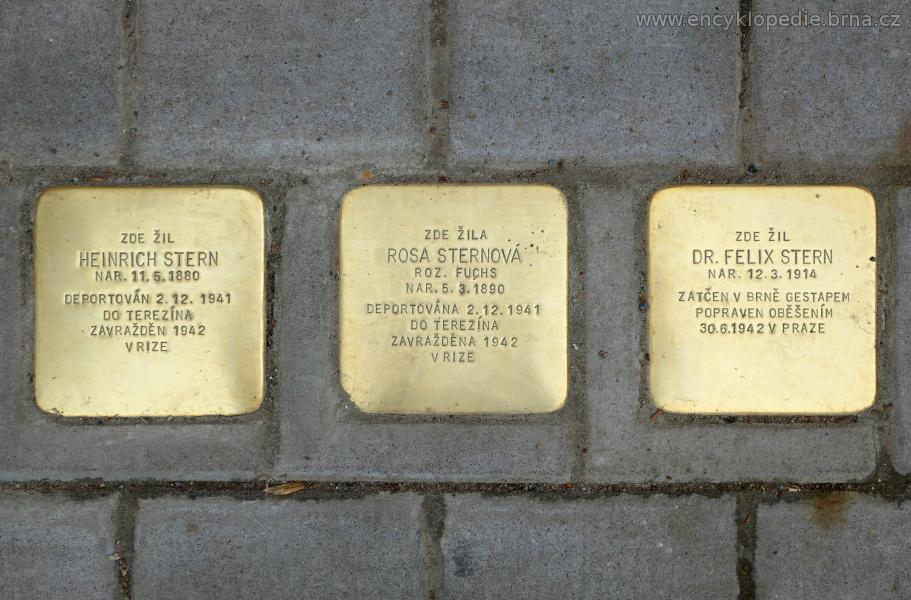 www.encyklopedie.brna.cz
ZDE ŽIL
HEINRICH STERN
NAR. 11.5.1880
DEPORTOVÁN 2.12.1941
DO TEREZÍNA
ZAVRAŽDĚN 1942
V RIZE
ZDE ŽILA
ROSA STERNOVÁ
ROZ. FUCHS
NAR. 5.3.1890
DEPORTOVÁNA 2.12.1941
DO TEREZÍNA
ZAVRAŽDĚNA 1942
V RIZE
ZDE ŽIL
DR. FELIX STERN
NAR. 12.3.1914
ZATČEN V BRNĚ GESTAPEM
POPRAVEN OBĚŠENÍM
30.6.1942 V PRAZE